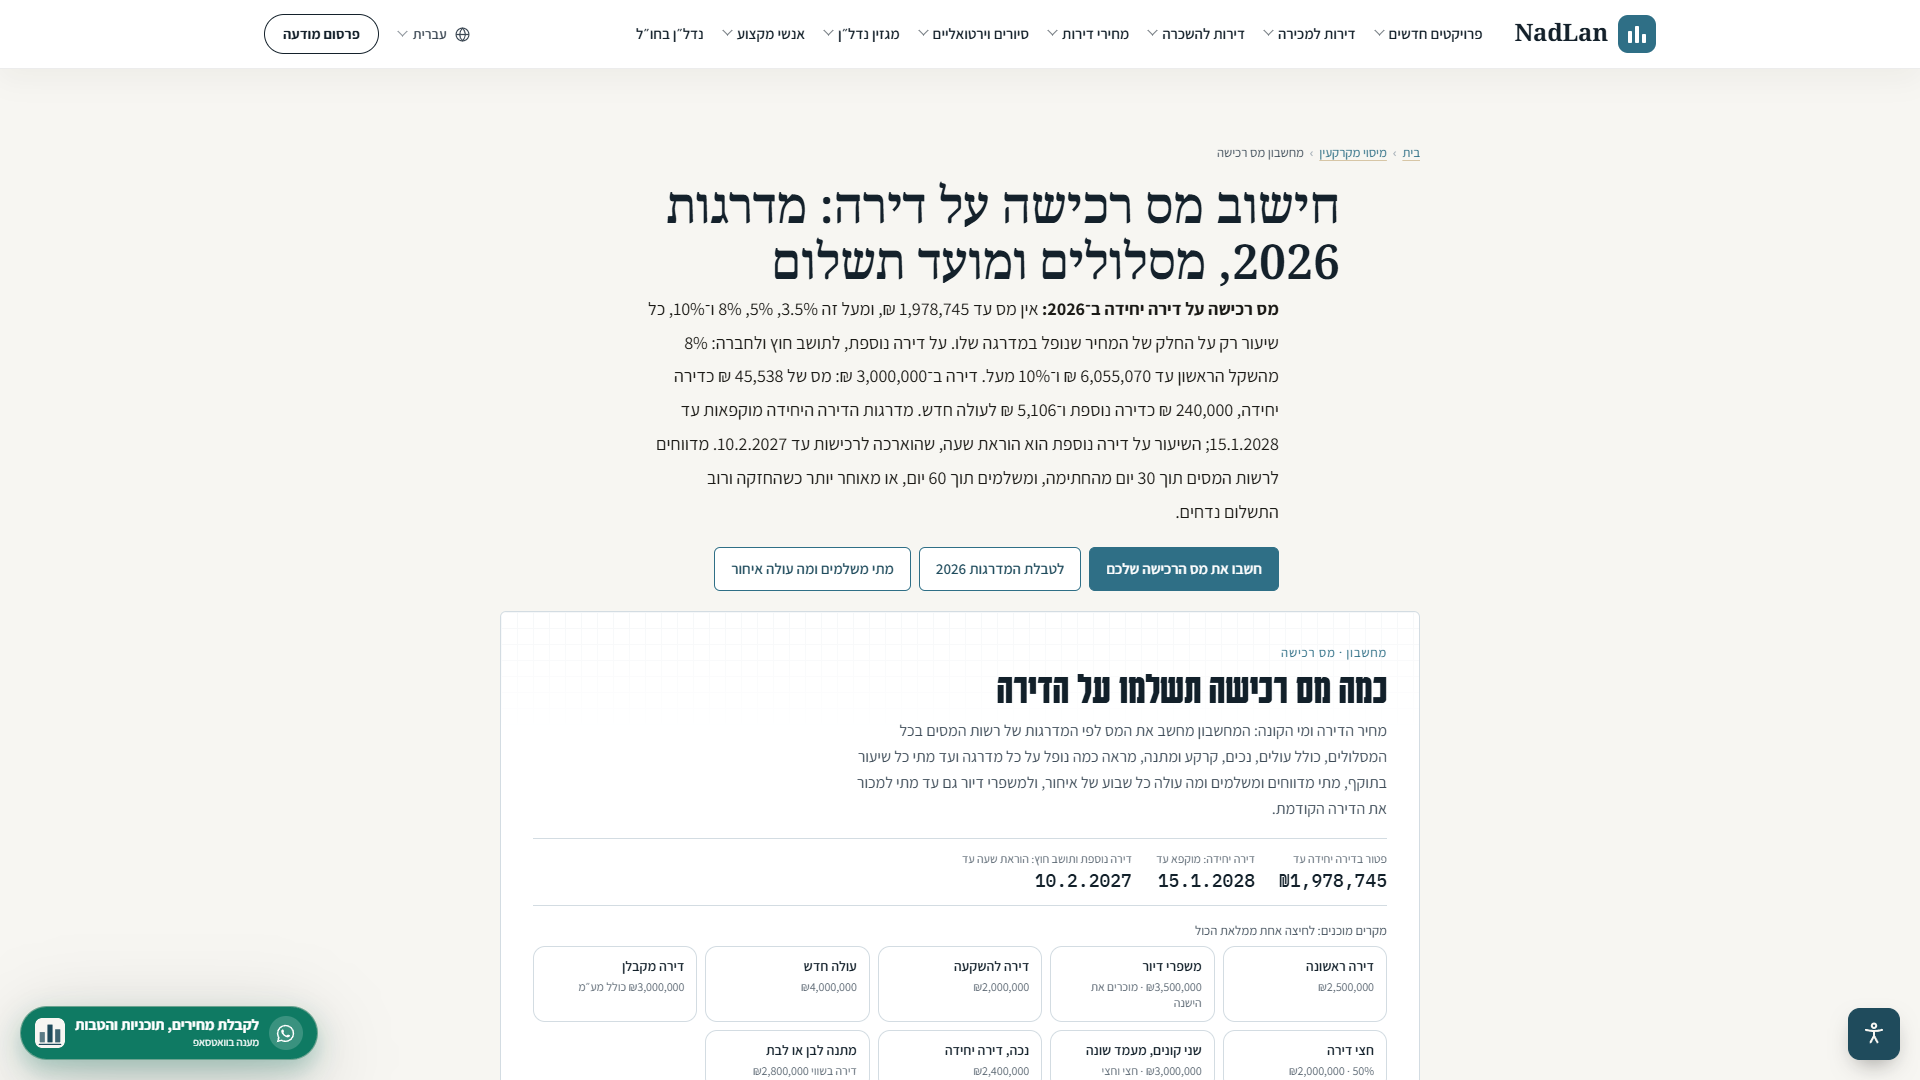 NadLan
פרויקטים חדשים
דירות למכירה
דירות להשכרה
מחירי דירות
סיורים וירטואליים
מגזין נדל״ן
אנשי מקצוע
נדל״ן בחו״ל
עברית
פרסום מודעה
בית › מיסוי מקרקעין › מחשבון מס רכישה
חישוב מס רכישה על דירה: מדרגות
2026, מסלולים ומועד תשלום
מס רכישה על דירה יחידה ב־2026: אין מס עד 1,978,745 ₪, ומעל זה 3.5%, 5%, 8% ו־10%, כל
שיעור רק על החלק של המחיר שנופל במדרגה שלו. על דירה נוספת, לתושב חוץ ולחברה: 8%
מהשקל הראשון עד 6,055,070 ₪ ו־10% מעל. דירה ב־3,000,000 ₪: מס של 45,538 ₪ כדירה
יחידה, 240,000 ₪ כדירה נוספת ו־5,106 ₪ לעולה חדש. מדרגות הדירה היחידה מוקפאות עד
15.1.2028; השיעור על דירה נוספת הוא הוראת שעה, שהוארכה לרכישות עד 10.2.2027. מדווחים
לרשות המסים תוך 30 יום מהחתימה, ומשלמים תוך 60 יום, או מאוחר יותר כשהחזקה ורוב
התשלום נדחים.
חשבו את מס הרכישה שלכם
לטבלת המדרגות 2026
מתי משלמים ומה עולה איחור
מחשבון · מס רכישה
כמה מס רכישה תשלמו על הדירה
מחיר הדירה ומי הקונה: המחשבון מחשב את המס לפי המדרגות של רשות המסים בכל
המסלולים, כולל עולים, נכים, קרקע ומתנה, מראה כמה נופל על כל מדרגה ועד מתי כל שיעור
בתוקף, מתי מדווחים ומשלמים ומה עולה כל שבוע של איחור, ולמשפרי דיור גם עד מתי למכור
את הדירה הקודמת.
פטור בדירה יחידה עד
₪1,978,745
דירה יחידה: מוקפא עד
15.1.2028
דירה נוספת ותושב חוץ: הוראת שעה עד
10.2.2027
מקרים מוכנים: לחיצה אחת ממלאת הכול
דירה ראשונה
₪2,500,000
משפרי דיור
₪3,500,000 · מוכרים את
הישנה
דירה להשקעה
₪2,000,000
עולה חדש
₪4,000,000
דירה מקבלן
₪3,000,000 כולל מע״מ
חצי דירה
₪2,000,000 · 50%
שני קונים, מעמד שונה
₪3,000,000 · חצי וחצי
נכה, דירה יחידה
₪2,400,000
מתנה לבן או לבת
דירה בשווי ₪2,800,000
לקבלת מחירים, תוכניות והטבות
מענה בוואטסאפ